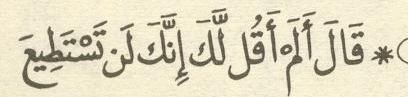 * قَالَ أَلَمْ أَقُل لَّكَ إِنَّكَ لَن تَسْتَطِيعَ